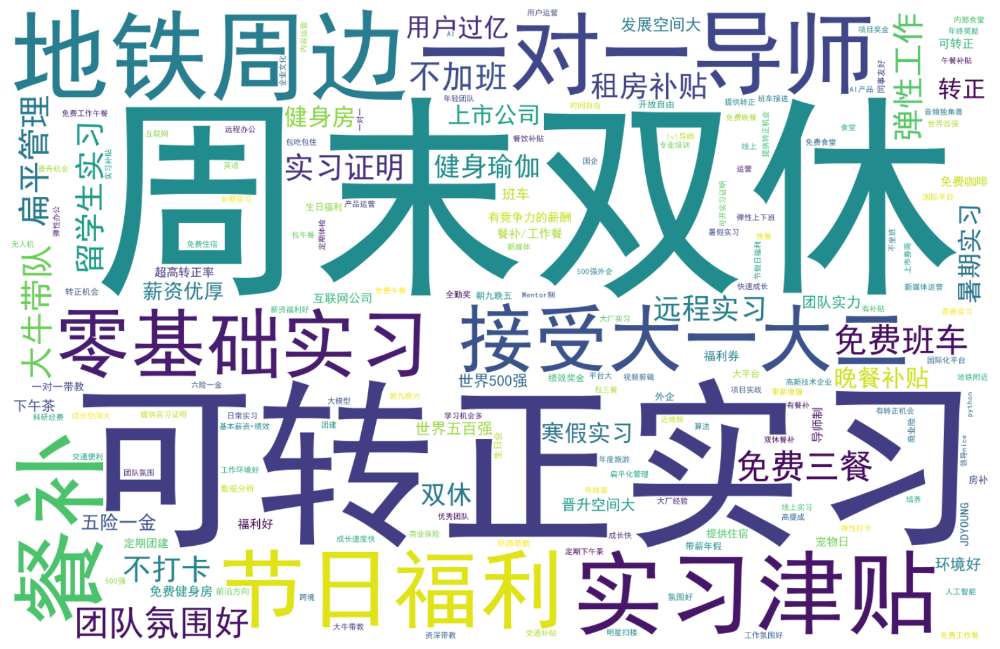 地铁周边
一对一导师
用户过亿
AI
用户运营
发展空间大
内容运营
企业文化
不加班
租房补贴
项目奖金
同事友好
AI产品
弹性工作
内部食堂
年终奖励
可转正
午餐补贴
转正
音频独角兽
世界百强
扁平管理
免费工作午餐
留学生实习
实习补贴
晋升机会
弹性办公
无人机
周末双休
互联网
远程办公
英语
长期实习
免费住宿
健身房
一对一
年轻团队
上市公司
包吃包住
餐饮补贴
实习证明
健身瑜伽
班车
生日福利
产品运营
包午餐
定期体检
有竞争力的薪酬
餐补/工作餐
新媒体
时间自由
开放自由
提供转正
班车接送
免费晚餐
提供转正机会
1v1导师
专业培训
线上
国企
运营
食堂
免费食堂
可开实习证明
弹性上下班
暑假实习
晚餐
节假日福利
免费咖啡
国际平台
不坐班
上市券商
暑期实习
大牛带队
超高转正率
薪资优厚
转正机会
互联网公司
免费午餐
全勤奖
朝九晚五
Mentor制
500强外企
快速成长
新媒体运营
薪资福利好
零基础实习
接受大一大二
大厂实习
远程实习
团队实力
有补贴
带薪实习
免费班车
福利券
国际化平台
一对一带教
六险一金
世界500强
绩效奖金
平台大
视频剪辑
大平台
高新技术企业
晚餐补贴
地铁附近
下午茶
科研经费
成长空间大
提供实习证明
日常实习
基本薪资+绩效
大模型
朝九晚六
包三餐
外企
项目实战
带薪撸猫
有餐补
python
可转正实习
团建
学习机会多
世界五百强
生日会
寒假实习
近地铁
算法
双休餐补
导师制
有转正机会
商业险
领导nice
餐补
交通便利
团队氛围
工作环境好
数据分析
双休
年度旅游
扁平化管理
免费三餐
房补
年终奖
晋升空间大
大厂经验
线上实习
高提成
培养
JDYOUNG
五险一金
福利好
优秀团队
弹性打卡
定期团建
成长速度快
商业保险
导师带教
成长快
提供住宿
带薪年假
宠物日
不打卡
节日福利
定期下午茶
实习津贴
环境好
500强
免费健身房
前沿方向
跨境
氛围好
人工智能
团队氛围好
大牛带教
资深带教
交通补贴
明星扫楼
工作氛围好
免费工作餐